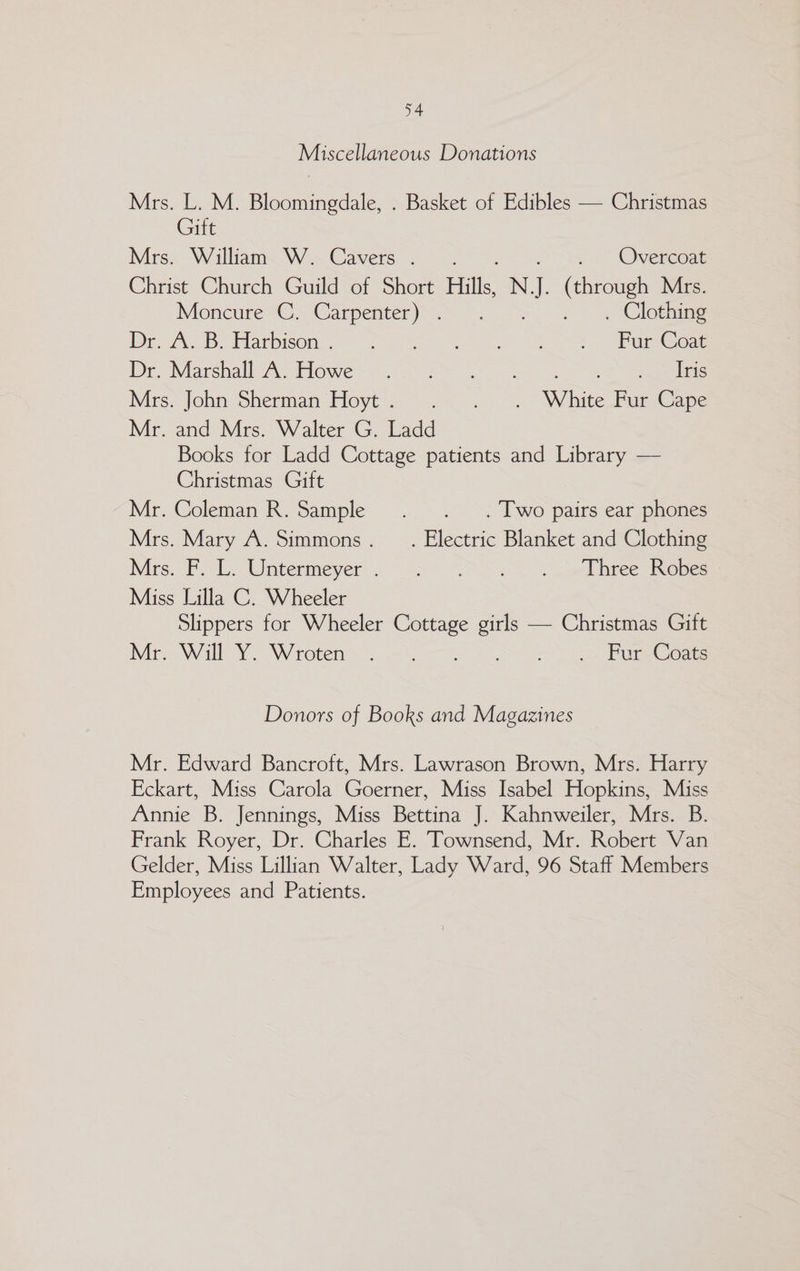 54
Miscellaneous Donations
Mrs. L. M. Bloomingdale, . Basket of Edibles — Christmas
Gift
Mrs. William W. Cavers . . . . . Overcoat
Christ Church Guild of Short Hills, N.J. (through Mrs.
Moncure C. Carpenter) . . . . . Clothing
Dr. A. B. Harbison . . . . . . . Fur Coat
Dr. Marshall A. Howe . . . . . . . Iris
Mrs. John Sherman Hoyt . . . . White Fur Cape
Mr. and Mrs. Walter G. Ladd
Books for Ladd Cottage patients and Library —
Christmas Gift
Mr. Coleman R. Sample . . . Two pairs ear phones
Mrs. Mary A. Simmons . . Electric Blanket and Clothing
Mrs. F. L. Untermeyer . . . . . Three Robes
Miss Lilla C. Wheeler
Slippers for Wheeler Cottage girls — Christmas Gift
Mr. Will Y. Wroten . . . . . . Fur Coats
Donors of Books and Magazines
Mr. Edward Bancroft, Mrs. Lawrason Brown, Mrs. Harry
Eckart, Miss Carola Goerner, Miss Isabel Hopkins, Miss
Annie B. Jennings, Miss Bettina J. Kahnweiler, Mrs. B.
Frank Royer, Dr. Charles E. Townsend, Mr. Robert Van
Gelder, Miss Lillian Walter, Lady Ward, 96 Staff Members
Employees and Patients.